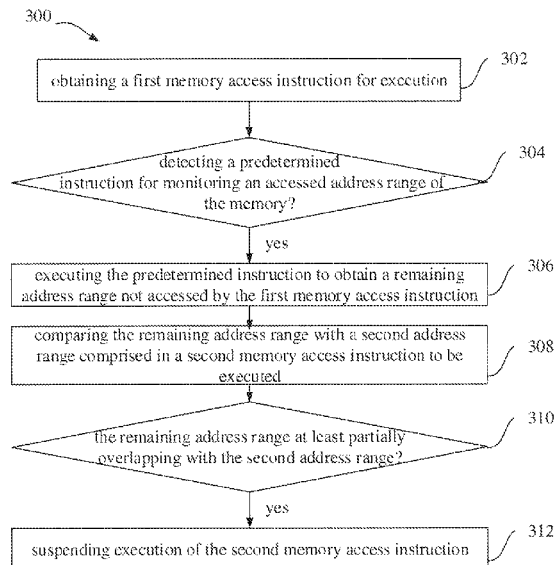 300
302
obtaining a first memory access instruction for execution
304
detecting a predetermined
instruction for monitoring an accessed address range of
the memory?
yes
306
executing the predetermined instruction to obtain a remaining
address range not accessed by the first memory access instruction
comparing the remaining address range with a second address
range comprised in a second memory access instruction to be
executed
308
310
the remaining address range at least partially
overlapping with the second address range?
yes
312
suspending execution of the second memory access instruction